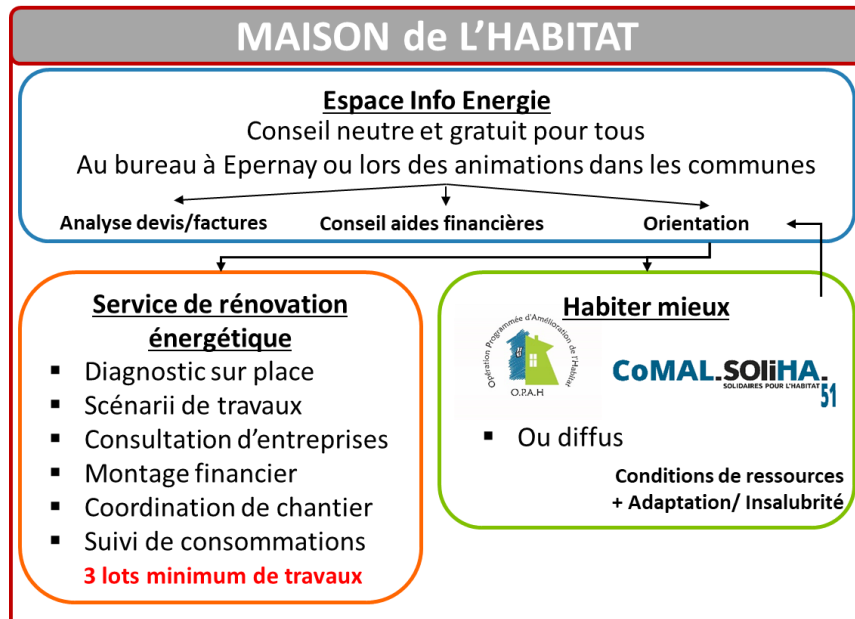 MAISON de L'HABITAT
Espace Info Energie
Conseil neutre et gratuit pour tous
Au bureau à Epernay ou lors des animations dans les communes
Analyse devis/factures
Conseil aides financières
Orientation
Service de rénovation
énergétique
▪ Diagnostic sur place
▪ Scénarii de travaux
▪ Consultation d'entreprises
▪ Montage financier
▪ Coordination de chantier
▪ Suivi de consommations
3 lots minimum de travaux
Habiter mieux
Opération Programmée d'Amélioration de l'Habitat
O.P.A.H
CoMAL.SOLiHA.
SOLIDAIRES POUR L'HABITAT
51
▪ Ou diffus
Conditions de ressources
+ Adaptation/ Insalubrité